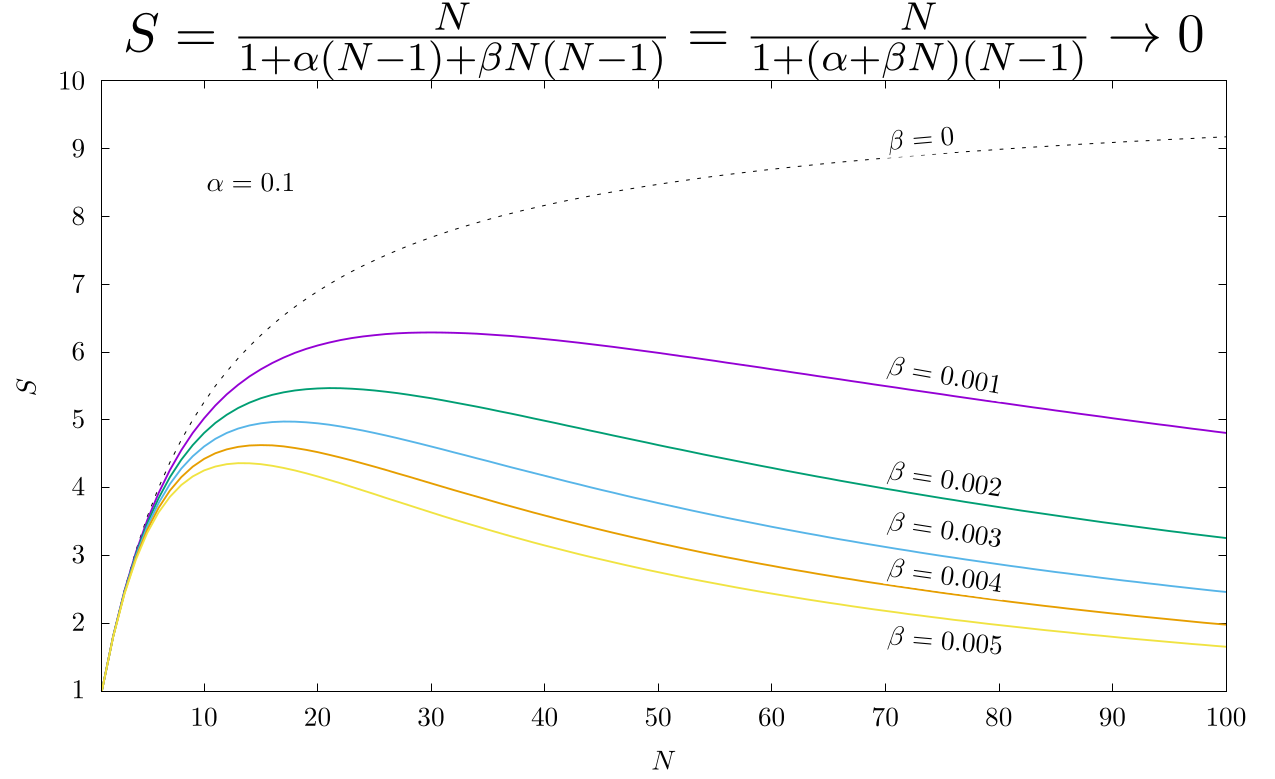 S = N / 1+α(N−1)+βN(N−1) = N / 1+(α+βN)(N−1) → 0
10
9
8
7
6
5
4
3
2
1
S
α = 0.1
β = 0
β = 0.001
β = 0.002
β = 0.003
β = 0.004
β = 0.005
10 20 30 40 50 60 70 80 90 100
N